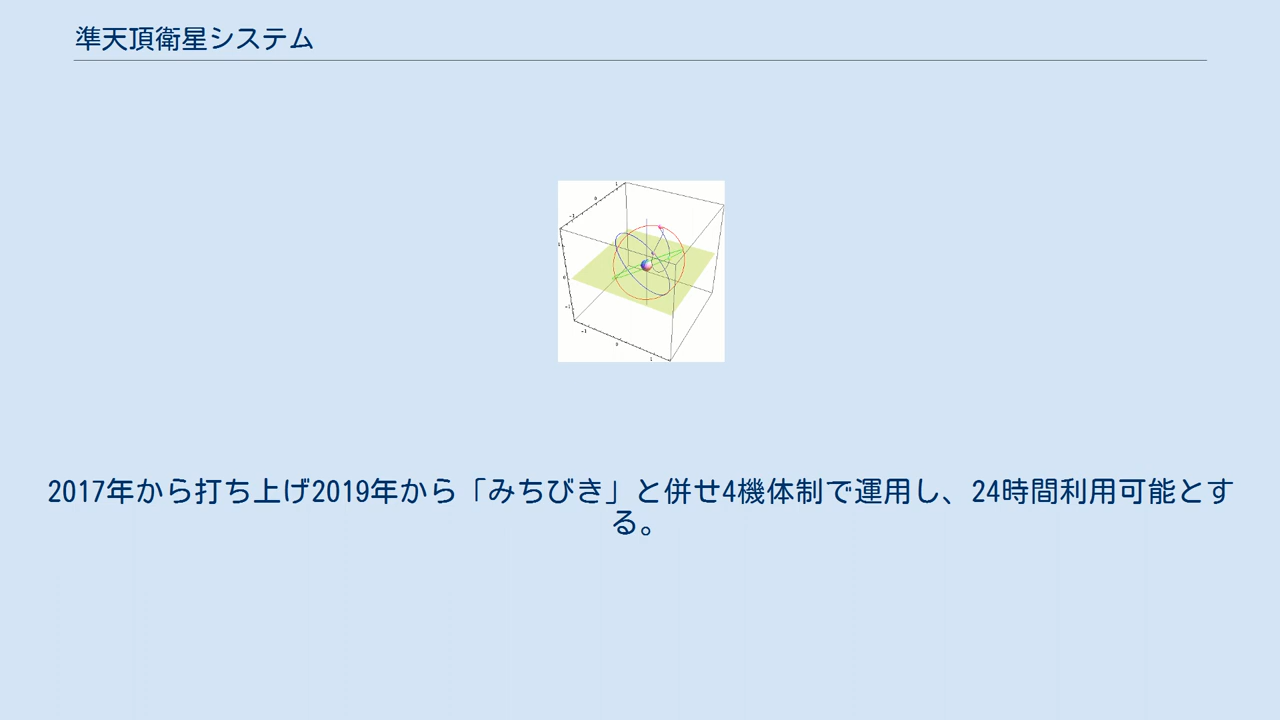 準天頂衛星システム
2017年から打ち上げ2019年から「みちびき」と併せ4機体制で運用し、24時間利用可能とす
る。